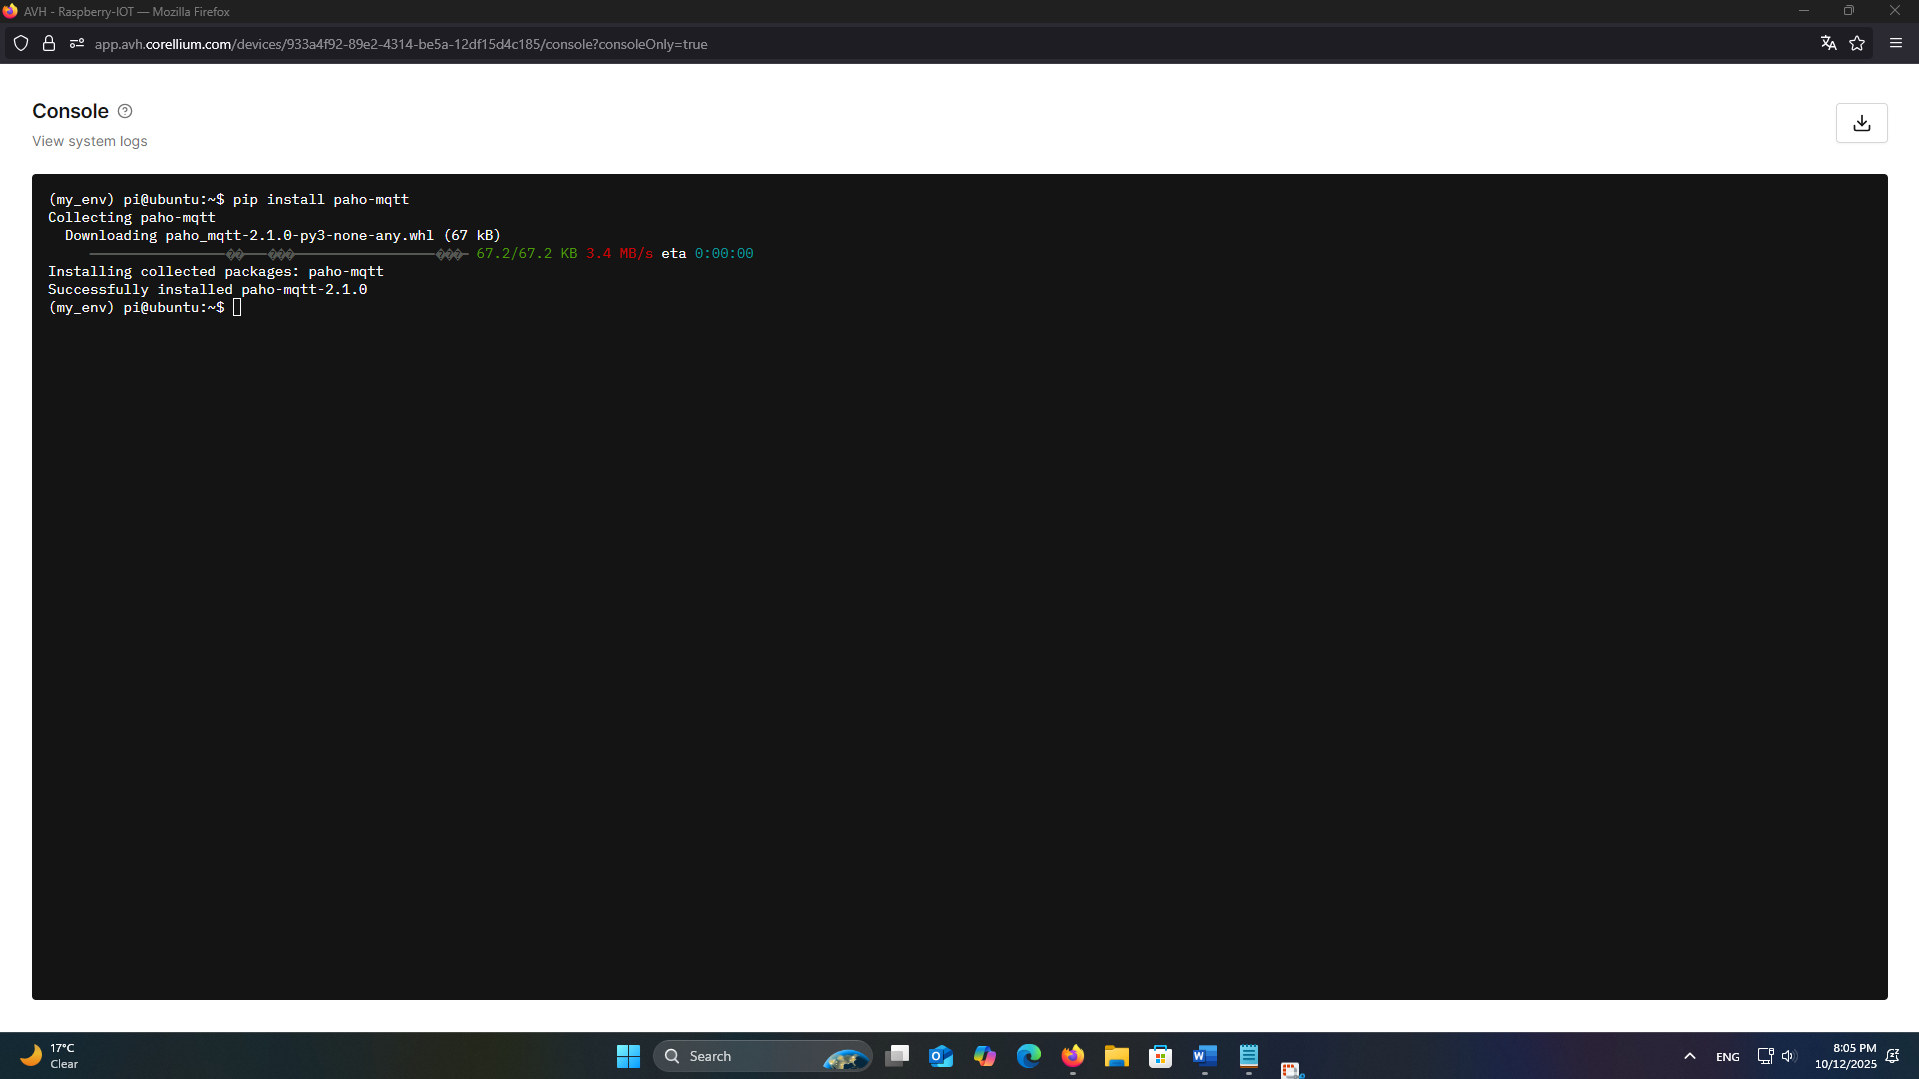 AVH - Raspberry-IOT — Mozilla Firefox
app.avh.corellium.com/devices/933a4f92-89e2-4314-be5a-12df15d4c185/console?consoleOnly=true
Console
View system logs
(my_env) pi@ubuntu:~$ pip install paho-mqtt
Collecting paho-mqtt
Downloading paho_mqtt-2.1.0-py3-none-any.whl (67 kB)
67.2/67.2 KB 3.4 MB/s eta 0:00:00
Installing collected packages: paho-mqtt
Successfully installed paho-mqtt-2.1.0
(my_env) pi@ubuntu:~$
17°C
Clear
Search
ENG
8:05 PM
10/12/2025